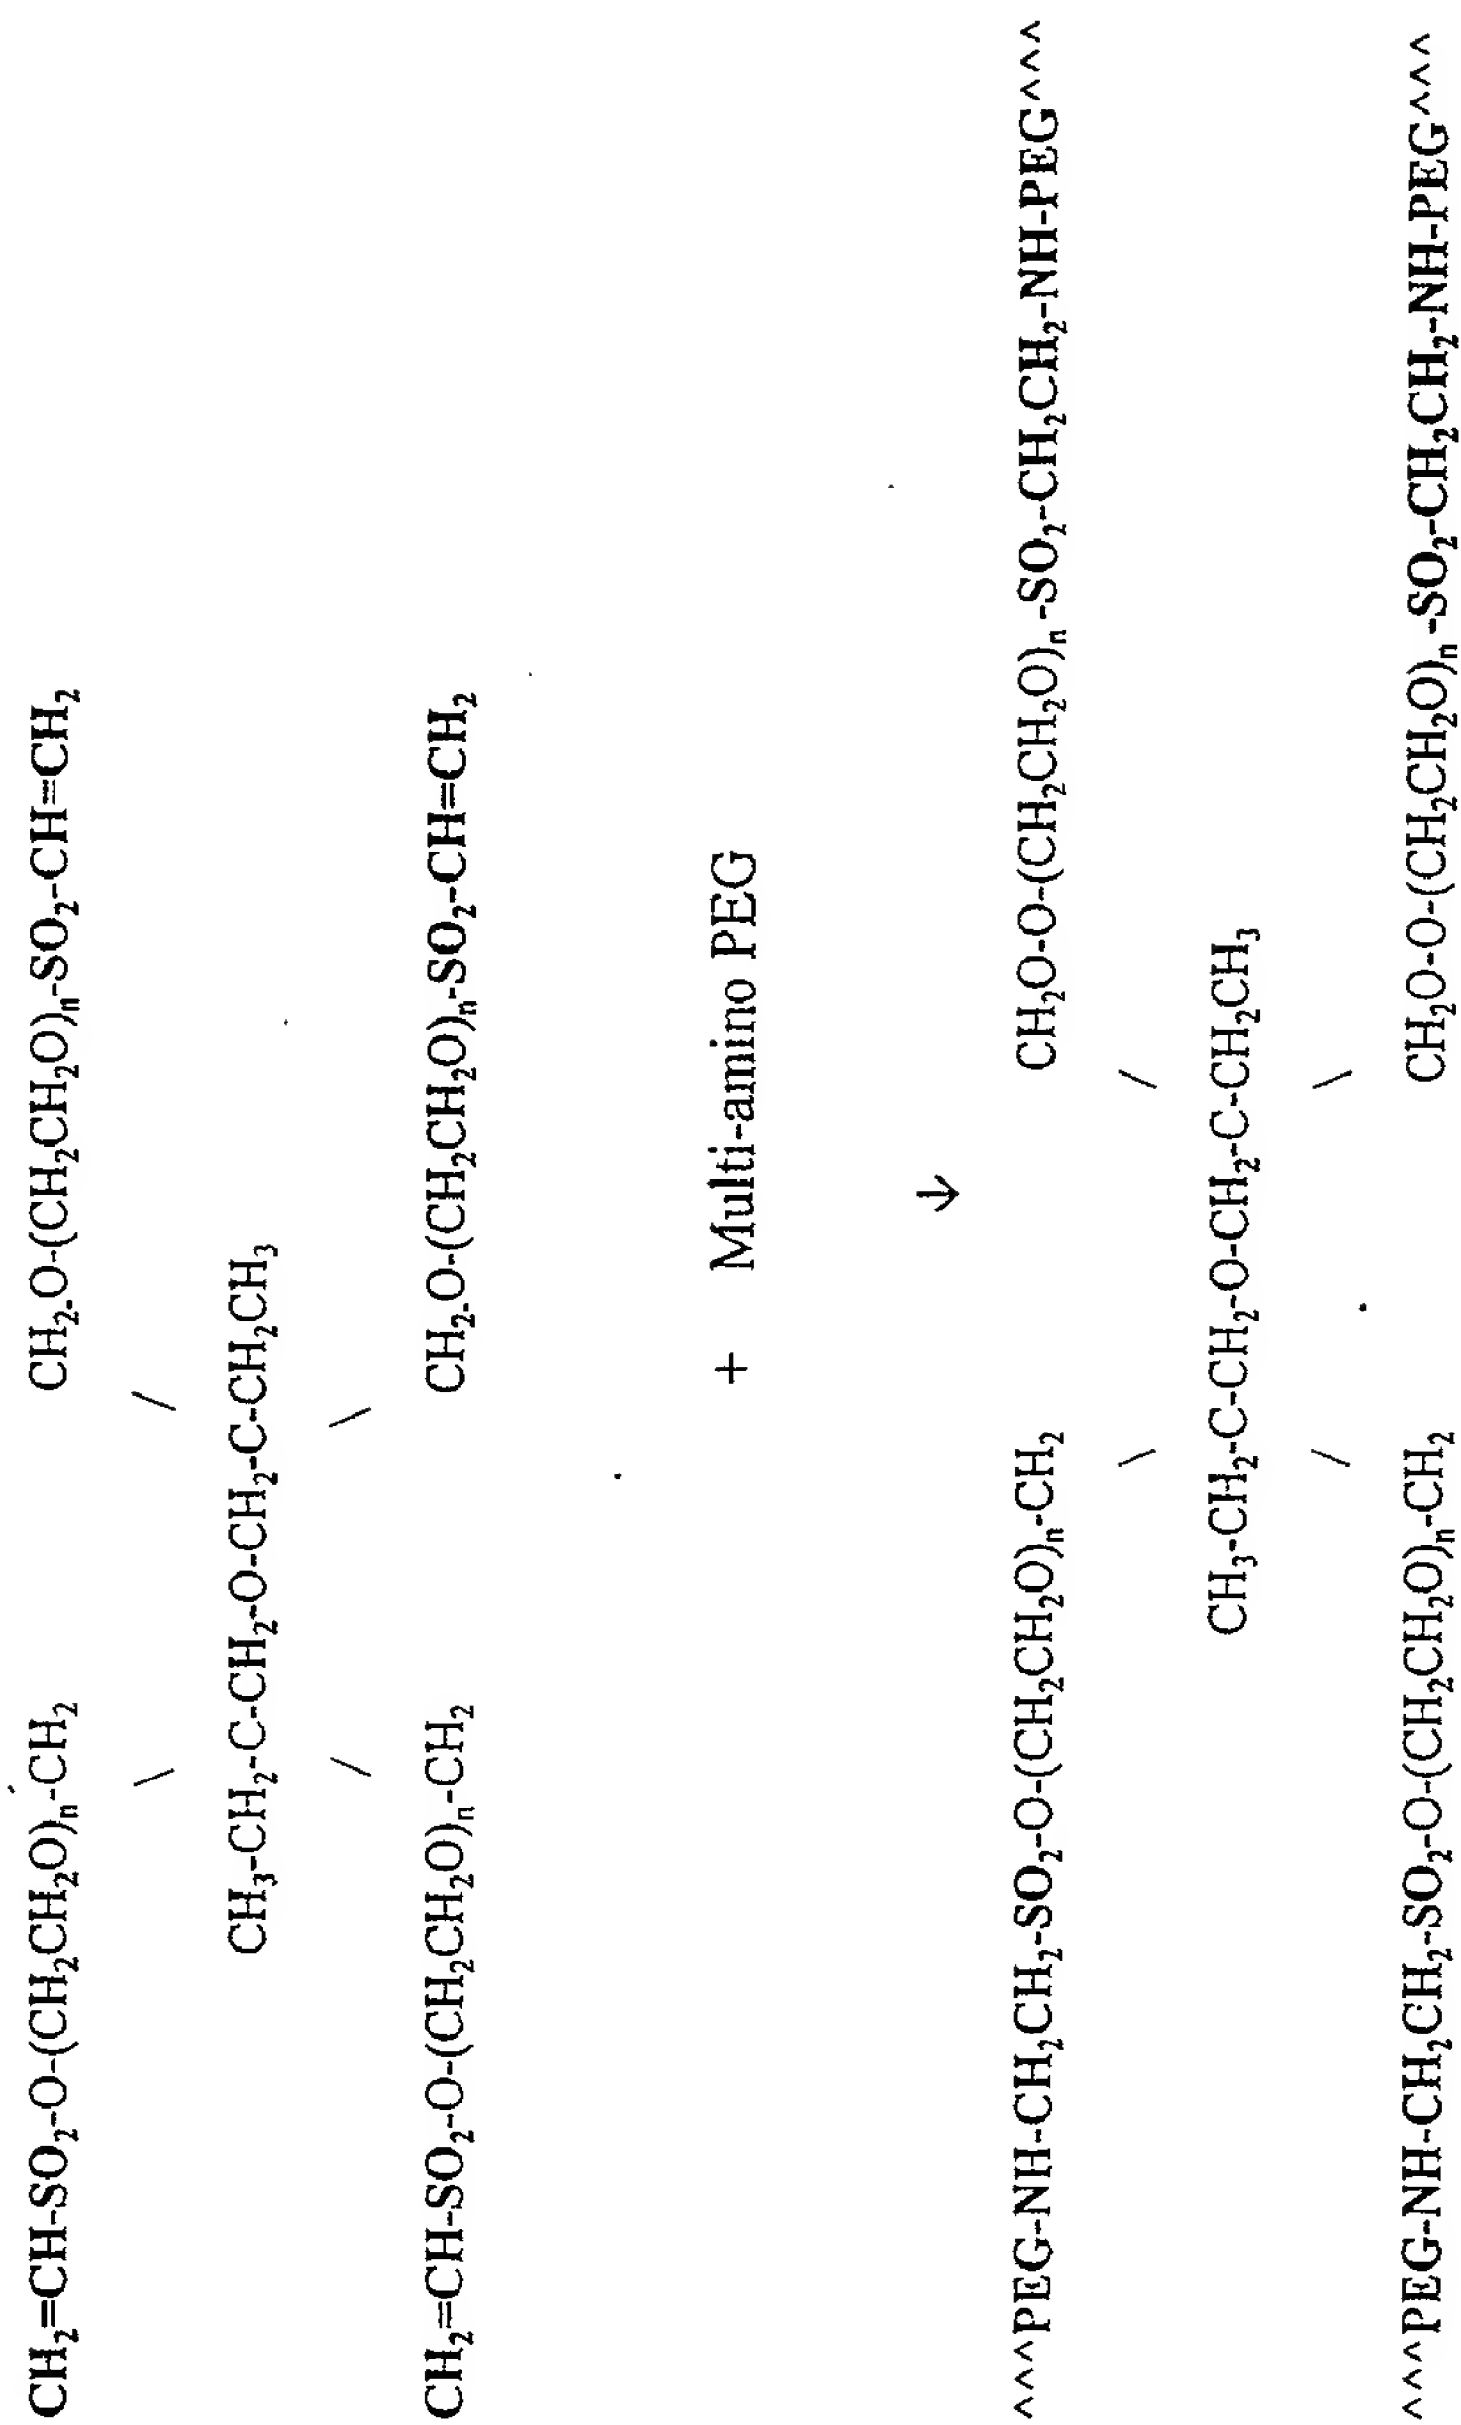 CH₂=CH-SO₂-O-(CH₂CH₂O)ₙ-CH₂ CH₂-O-(CH₂CH₂O)ₙ-SO₂-CH=CH₂
\ /
CH₃-CH₂-C-CH₂-O-CH₂-C-CH₂CH₃
/ \
CH₂=CH-SO₂-O-(CH₂CH₂O)ₙ-CH₂ CH₂-O-(CH₂CH₂O)ₙ-SO₂-CH=CH₂
+ Multi-amino PEG
→
^^^PEG-NH-CH₂CH₂-SO₂-O-(CH₂CH₂O)ₙ-CH₂ CH₂O-O-(CH₂CH₂O)ₙ -SO₂-CH₂CH₂-NH-PEG^^^
\ /
CH₃-CH₂-C-CH₂-O-CH₂-C-CH₂CH₃
/ \
^^^PEG-NH-CH₂CH₂-SO₂-O-(CH₂CH₂O)ₙ-CH₂ CH₂O-O-(CH₂CH₂O)ₙ -SO₂-CH₂CH₂-NH-PEG^^^